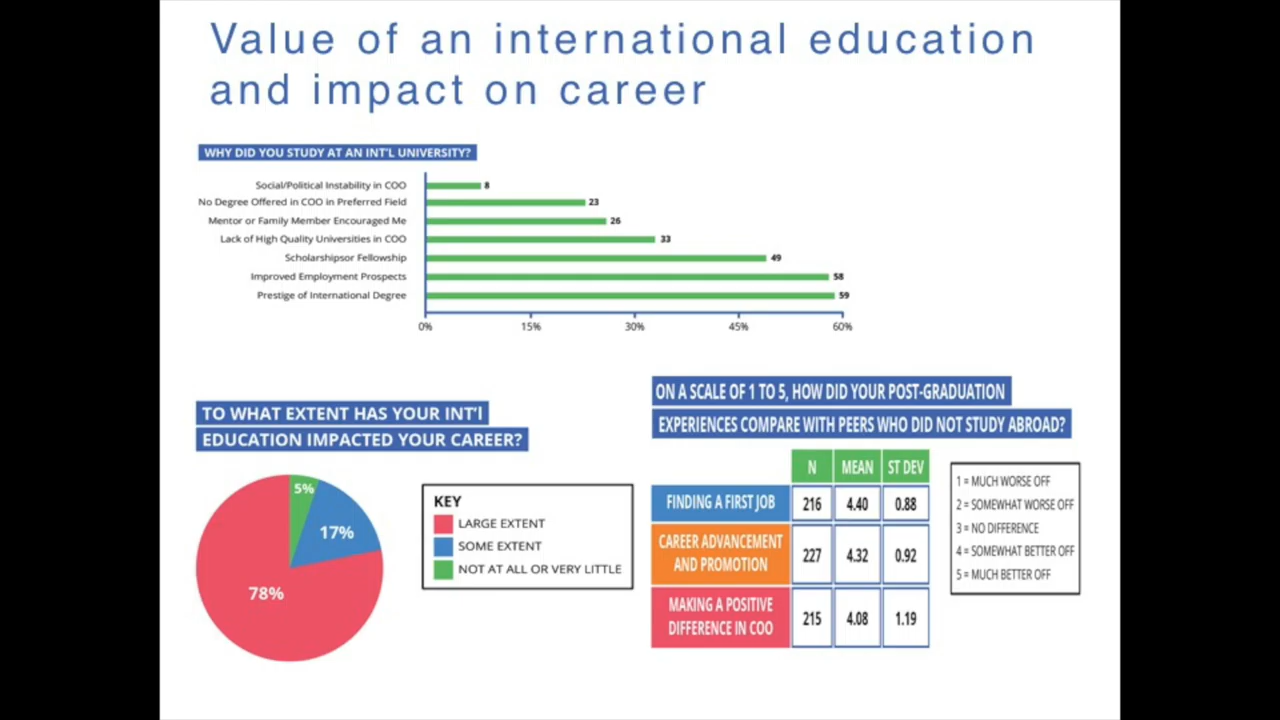 Value of an international education
and impact on career
WHY DID YOU STUDY AT AN INT'L UNIVERSITY?
Social/Political Instability in COO 8
No Degree Offered in COO in Preferred Field 23
Mentor or Family Member Encouraged Me 26
Lack of High Quality Universities in COO 33
Scholarshipsor Fellowship 49
Improved Employment Prospects 58
Prestige of International Degree 59
0% 15% 30% 45% 60%
TO WHAT EXTENT HAS YOUR INT'l
EDUCATION IMPACTED YOUR CAREER?
5%
17%
78%
KEY
LARGE EXTENT
SOME EXTENT
NOT AT ALL OR VERY LITTLE
ON A SCALE OF 1 TO 5, HOW DID YOUR POST-GRADUATION
EXPERIENCES COMPARE WITH PEERS WHO DID NOT STUDY ABROAD?
N MEAN ST DEV
FINDING A FIRST JOB 216 4.40 0.88
CAREER ADVANCEMENT
AND PROMOTION 227 4.32 0.92
MAKING A POSITIVE
DIFFERENCE IN COO 215 4.08 1.19
1 = MUCH WORSE OFF
2 = SOMEWHAT WORSE OFF
3 = NO DIFFERENCE
4 = SOMEWHAT BETTER OFF
5 = MUCH BETTER OFF